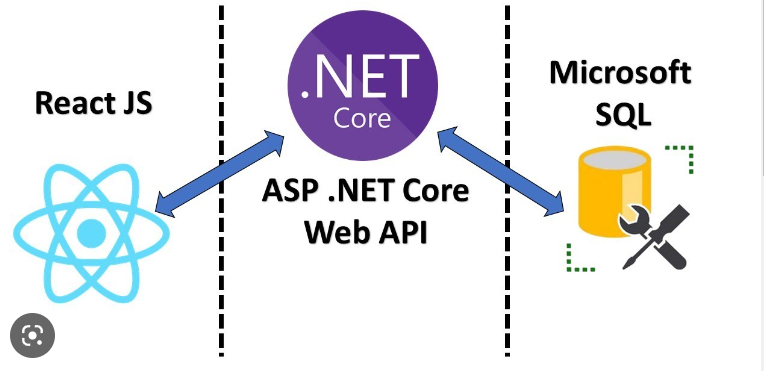 React JS
.NET
Core
ASP .NET Core
Web API
Microsoft
SQL